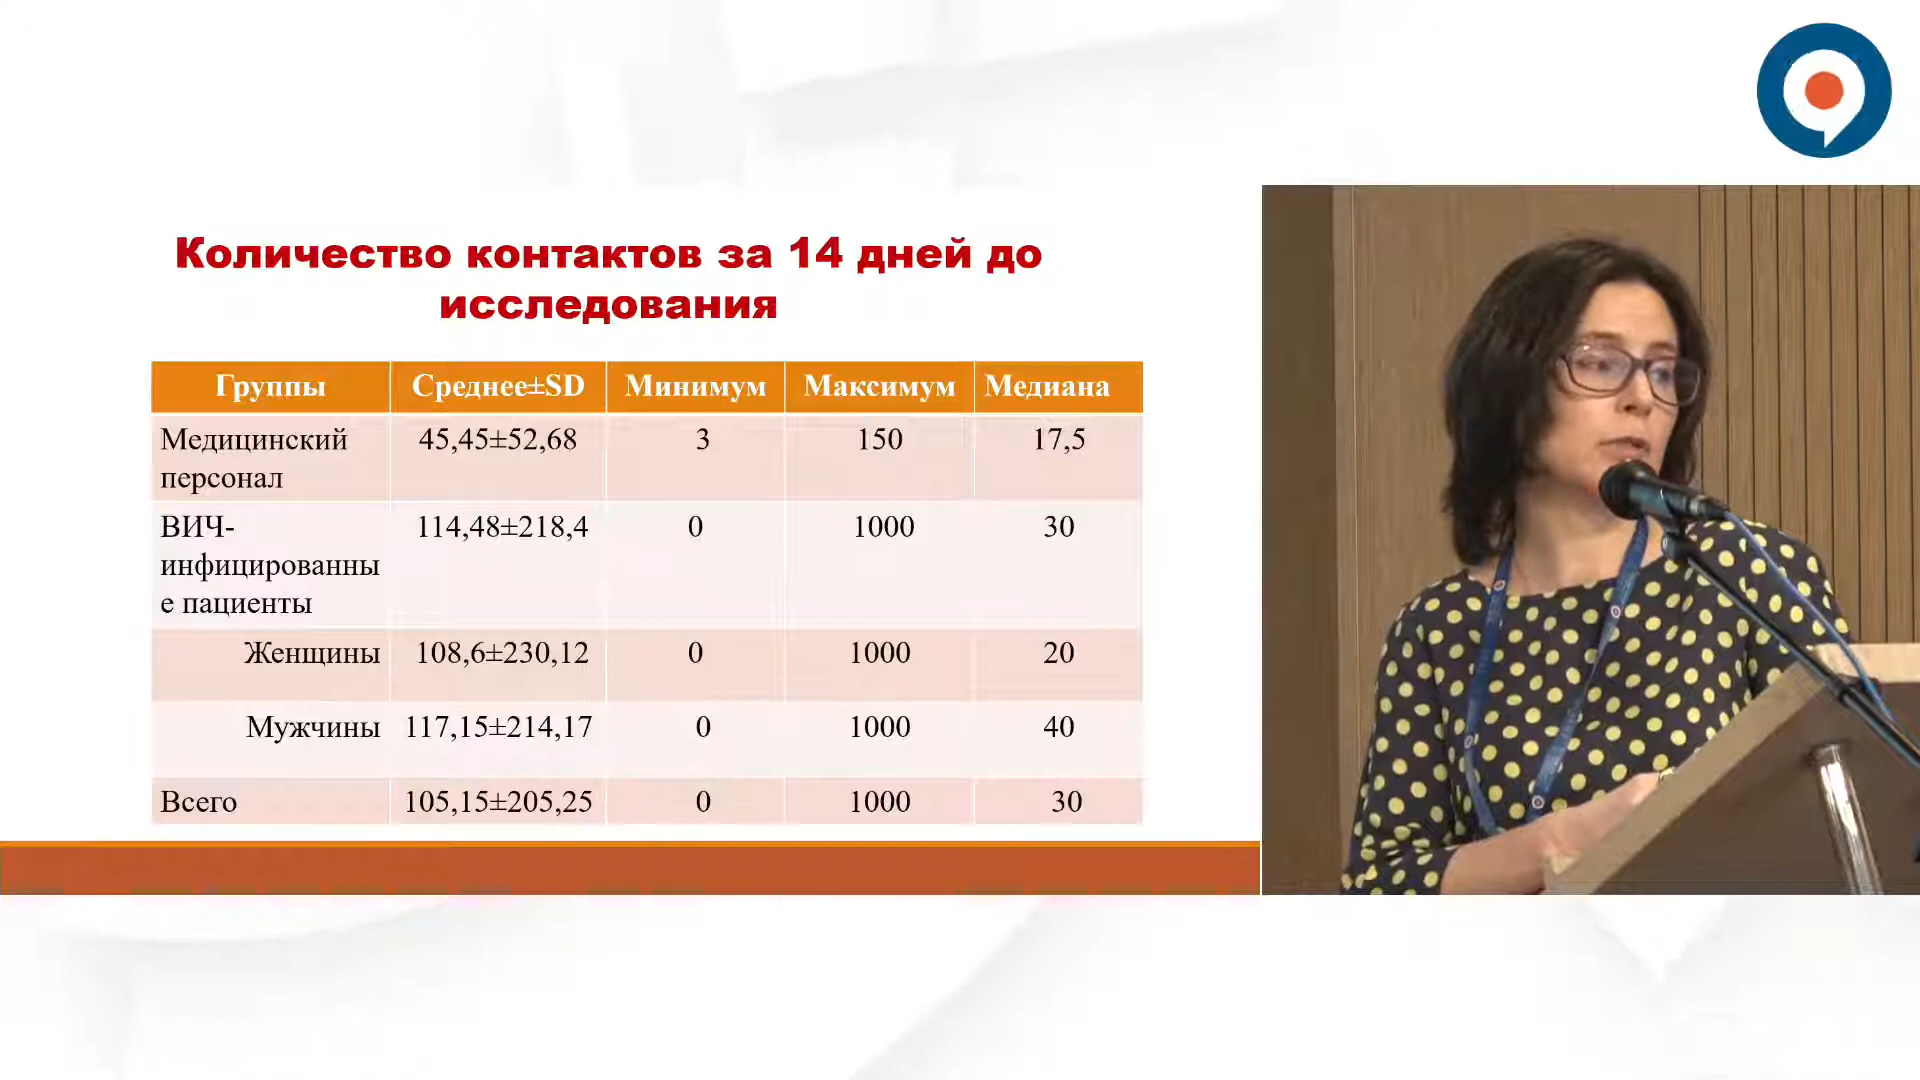 Количество контактов за 14 дней до
исследования
Группы Среднее±SD Минимум Максимум Медиана
Медицинский 45,45±52,68 3 150 17,5
персонал
ВИЧ- 114,48±218,4 0 1000 30
инфицированны
е пациенты
Женщины 108,6±230,12 0 1000 20
Мужчины 117,15±214,17 0 1000 40
Всего 105,15±205,25 0 1000 30